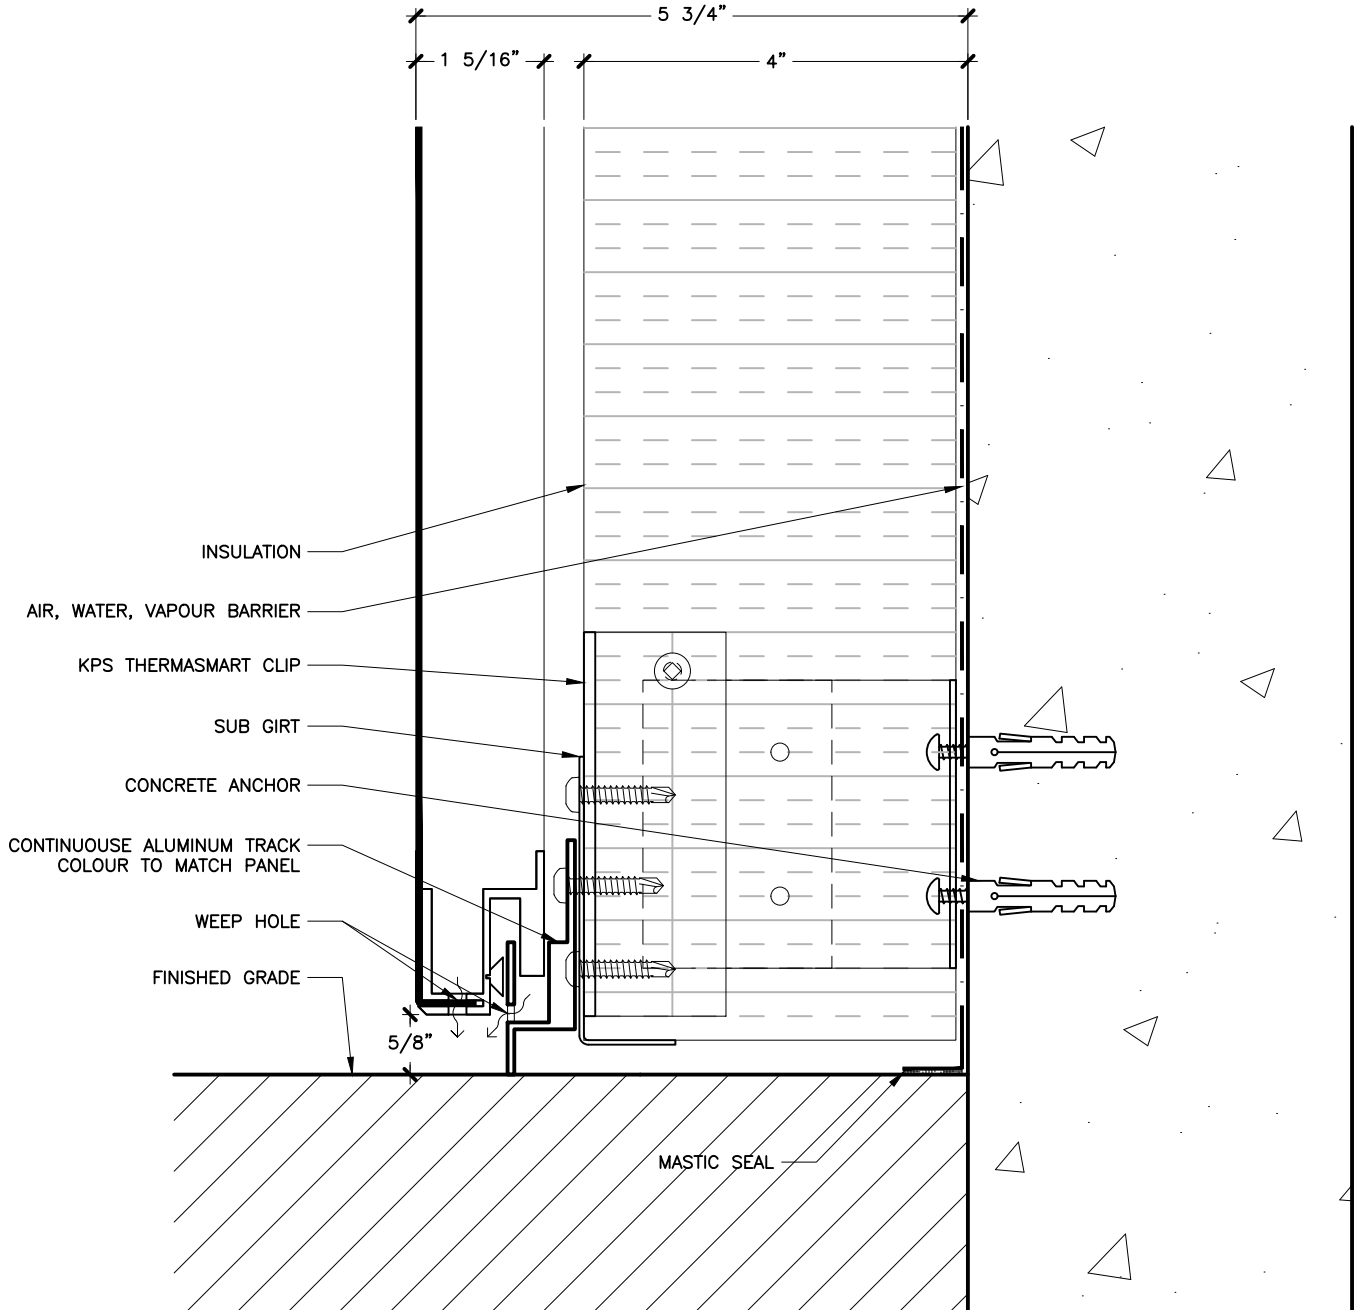 5 3/4”
1 5/16”
4”
INSULATION
AIR, WATER, VAPOUR BARRIER
KPS THERMASMART CLIP
SUB GIRT
CONCRETE ANCHOR
CONTINUOUSE ALUMINUM TRACK
COLOUR TO MATCH PANEL
WEEP HOLE
FINISHED GRADE
5/8”
MASTIC SEAL